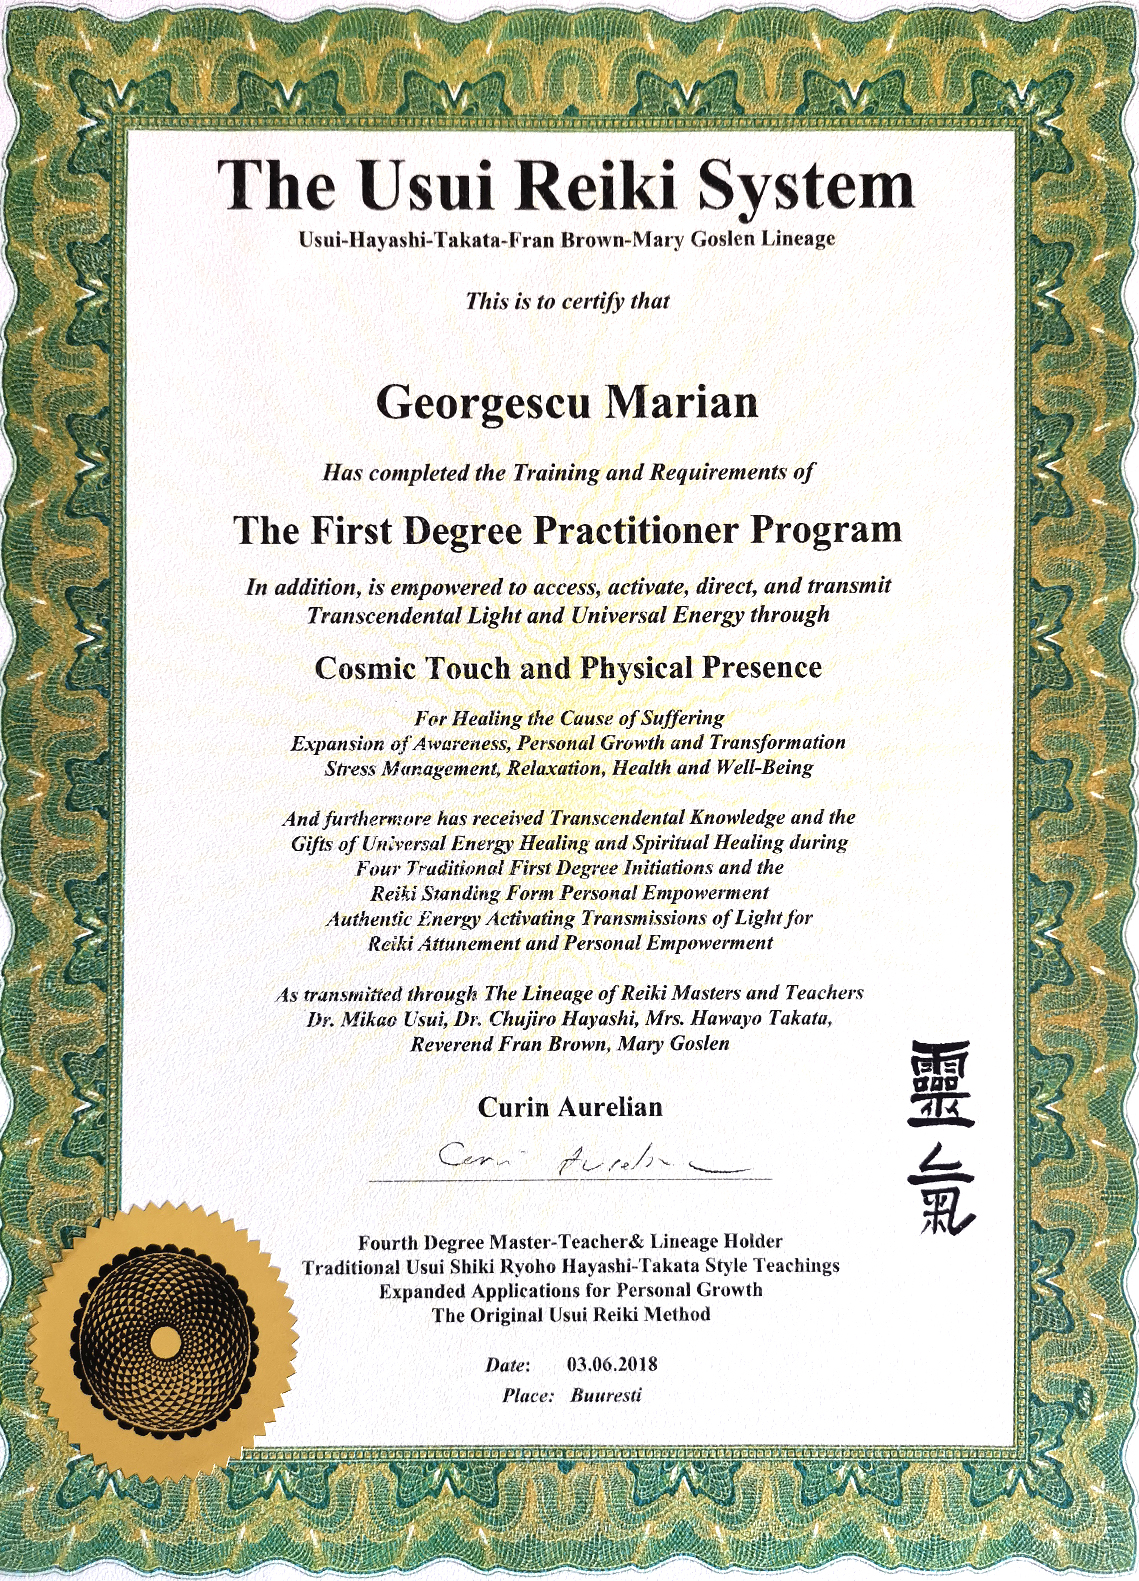 The Usui Reiki System
Usui-Hayashi-Takata-Fran Brown-Mary Goslen Lineage
This is to certify that
Georgescu Marian
Has completed the Training and Requirements of
The First Degree Practitioner Program
In addition, is empowered to access, activate, direct, and transmit
Transcendental Light and Universal Energy through
Cosmic Touch and Physical Presence
For Healing the Cause of Suffering
Expansion of Awareness, Personal Growth and Transformation
Stress Management, Relaxation, Health and Well-Being
And furthermore has received Transcendental Knowledge and the
Gifts of Universal Energy Healing and Spiritual Healing during
Four Traditional First Degree Initiations and the
Reiki Standing Form Personal Empowerment
Authentic Energy Activating Transmissions of Light for
Reiki Attunement and Personal Empowerment
As transmitted through The Lineage of Reiki Masters and Teachers
Dr. Mikao Usui, Dr. Chujiro Hayashi, Mrs. Hawayo Takata,
Reverend Fran Brown, Mary Goslen
靈氣
Curin Aurelian
Curin Aurelian
Fourth Degree Master-Teacher& Lineage Holder
Traditional Usui Shiki Ryoho Hayashi-Takata Style Teachings
Expanded Applications for Personal Growth
The Original Usui Reiki Method
Date: 03.06.2018
Place: Buuresti